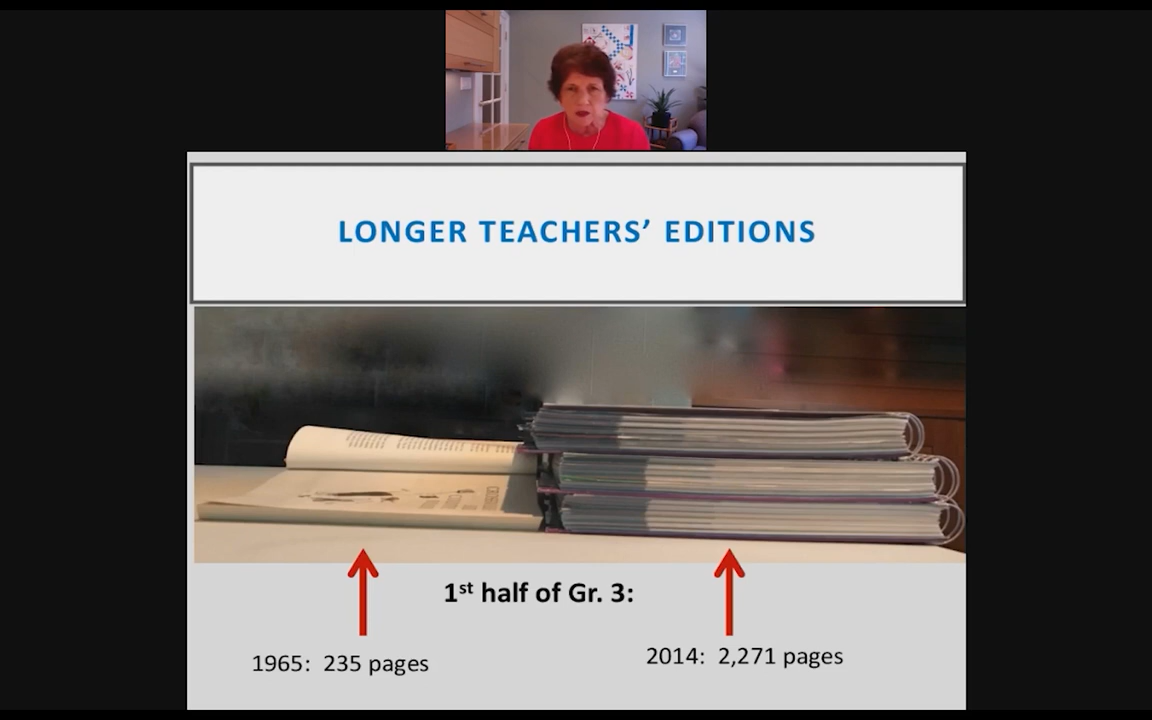 LONGER TEACHERS’ EDITIONS
1st half of Gr. 3:
1965: 235 pages
2014: 2,271 pages